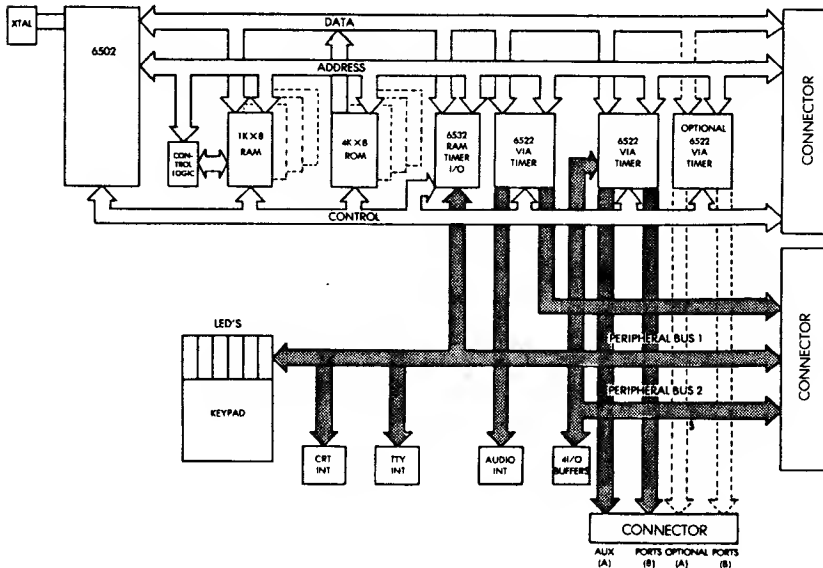 XTAL
6502
DATA
ADDRESS
CONNECTOR
CON-
TROL
LOGIC
1K X 8
RAM
4K X 8
ROM
6532
RAM
TIMER
I/O
6522
VIA
TIMER
6522
VIA
TIMER
OPTIONAL
6522
VIA
TIMER
CONTROL
LED'S
KEYPAD
PERIPHERAL BUS 1
PERIPHERAL BUS 2
CONNECTOR
CRT
INT
TTY
INT
AUDIO
INT
4I/O
BUFFERS
CONNECTOR
AUX
(A)
PORTS
(B)
OPTIONAL
(A)
PORTS
(B)